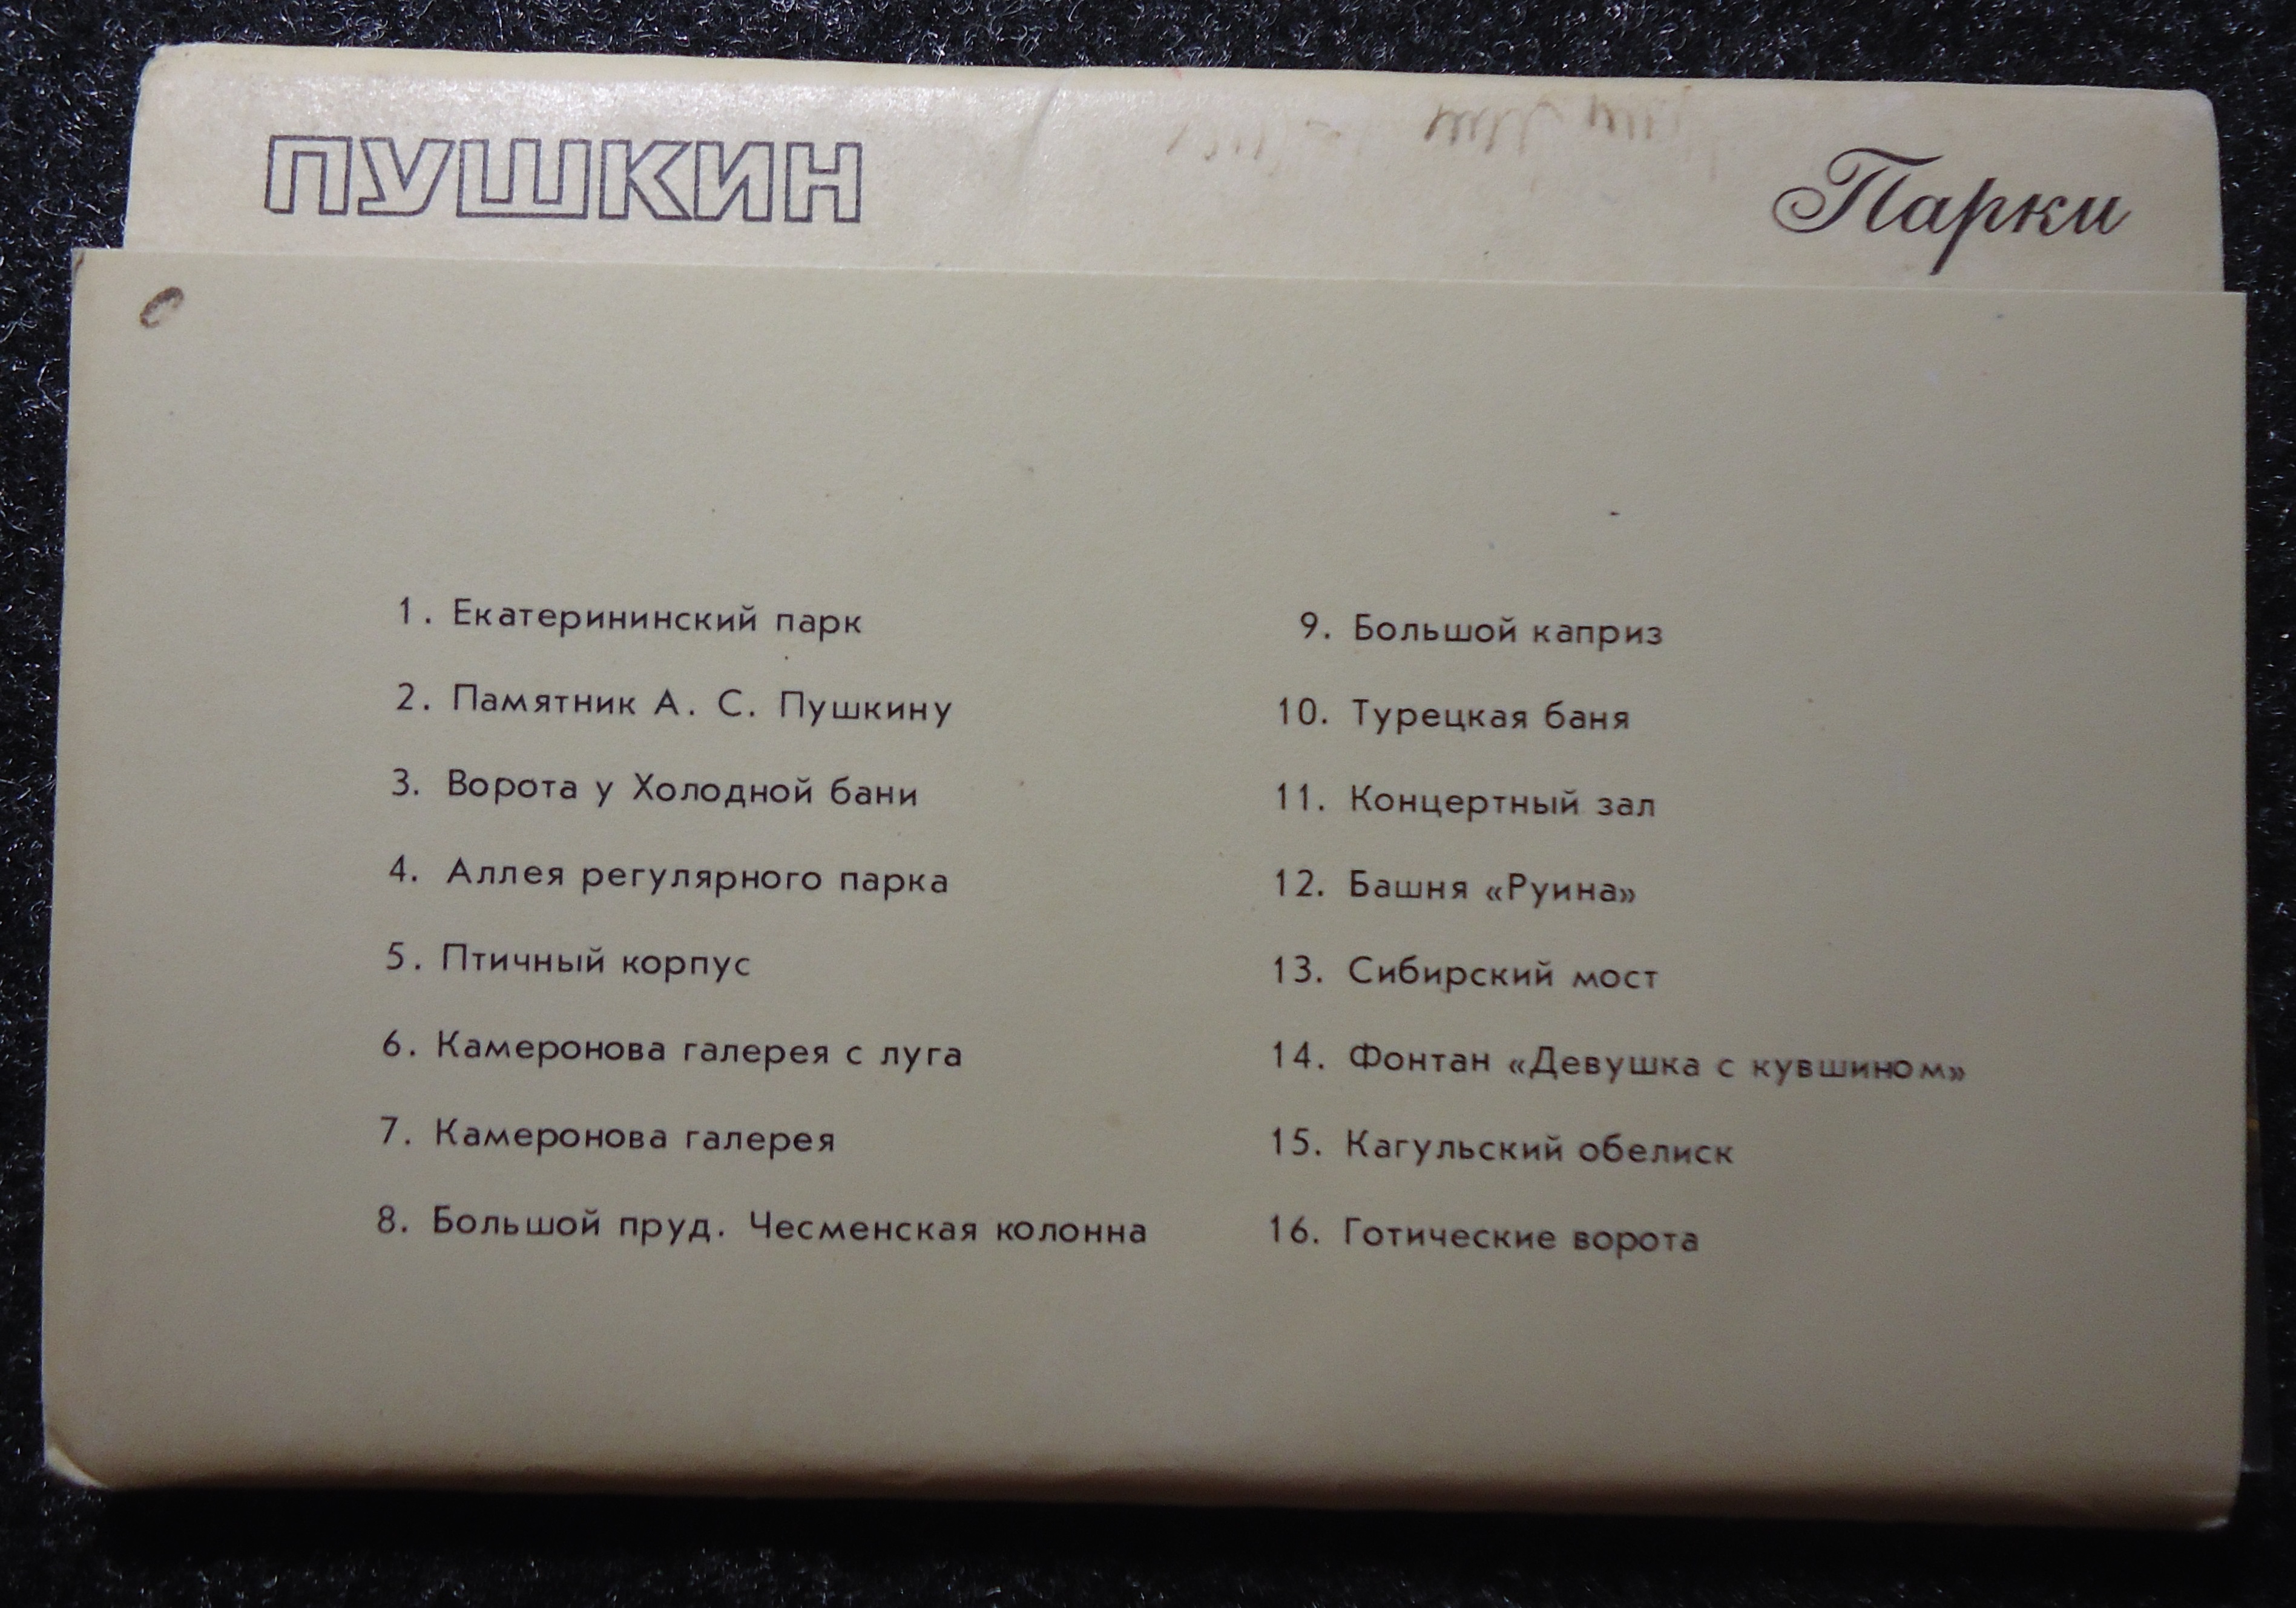 ПУШКИН
Парки
1. Екатерининский парк
2. Памятник А. С. Пушкину
3. Ворота у Холодной бани
4. Аллея регулярного парка
5. Птичный корпус
6. Камеронова галерея с луга
7. Камеронова галерея
8. Большой пруд. Чесменская колонна
9. Большой каприз
10. Турецкая баня
11. Концертный зал
12. Башня «Руина»
13. Сибирский мост
14. Фонтан «Девушка с кувшином»
15. Кагульский обелиск
16. Готические ворота